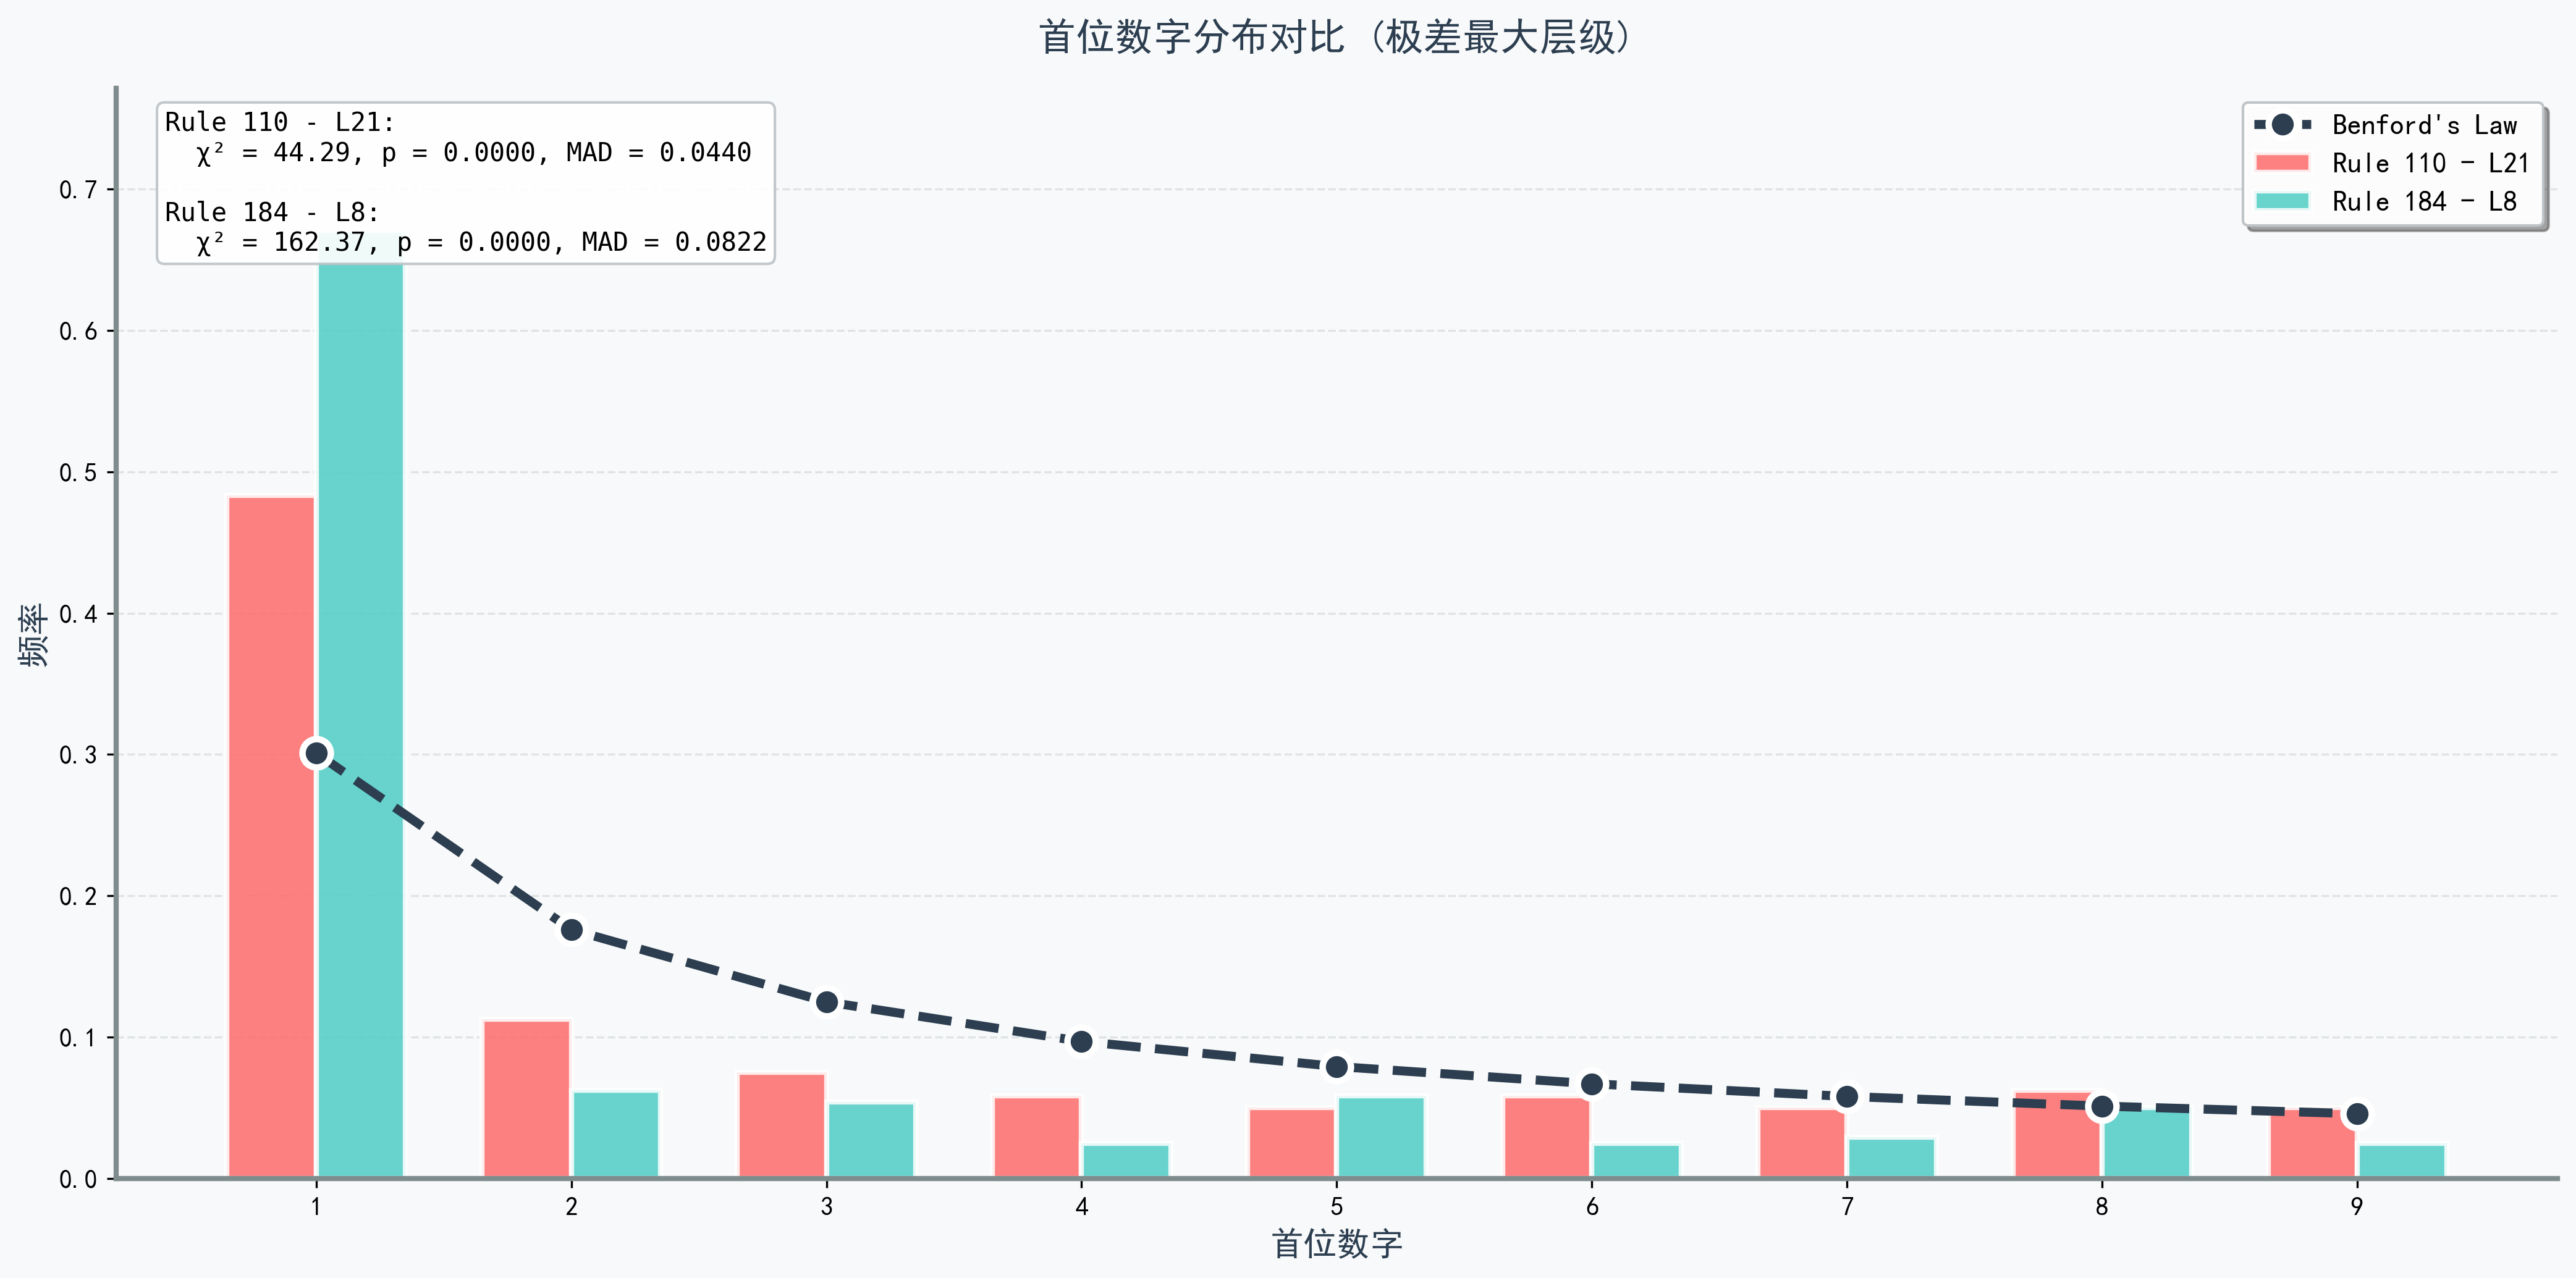 首位数字分布对比 (极差最大层级)
Rule 110 - L21:
χ² = 44.29, p = 0.0000, MAD = 0.0440
Rule 184 - L8:
χ² = 162.37, p = 0.0000, MAD = 0.0822
Benford's Law
Rule 110 - L21
Rule 184 - L8
频率
0.7
0.6
0.5
0.4
0.3
0.2
0.1
0.0
1 2 3 4 5 6 7 8 9
首位数字